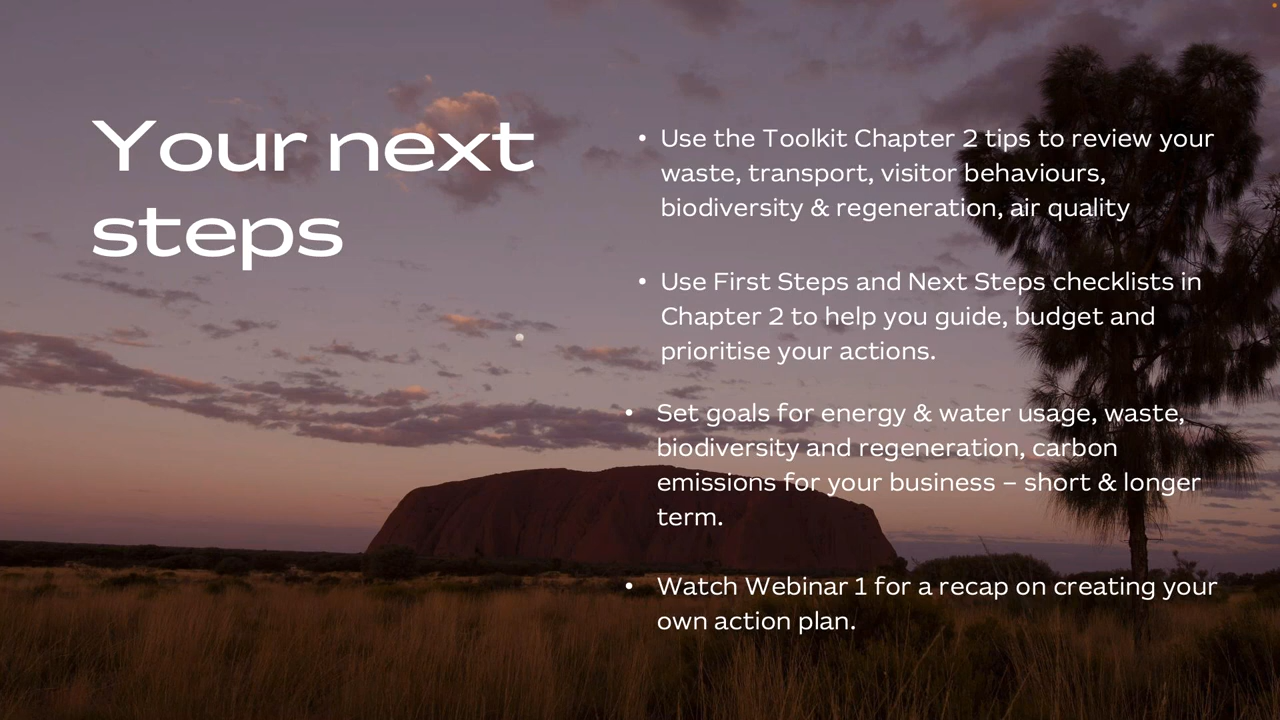 Your next
steps
• Use the Toolkit Chapter 2 tips to review your
waste, transport, visitor behaviours,
biodiversity & regeneration, air quality
• Use First Steps and Next Steps checklists in
Chapter 2 to help you guide, budget and
prioritise your actions.
• Set goals for energy & water usage, waste,
biodiversity and regeneration, carbon
emissions for your business – short & longer
term.
• Watch Webinar 1 for a recap on creating your
own action plan.